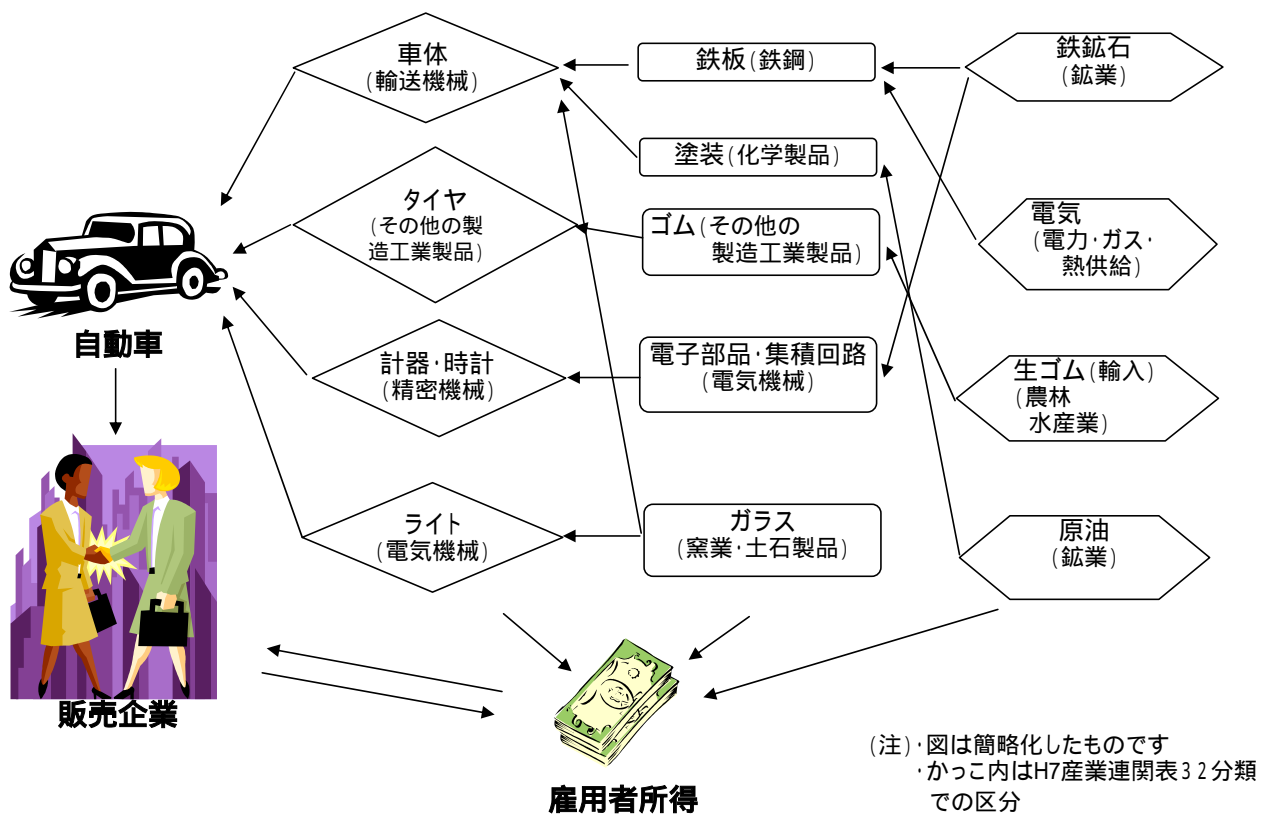 車体
(輸送機械)
鉄板(鉄鋼)
鉄鉱石
(鉱業)
塗装(化学製品)
タイヤ
(その他の製
造工業製品)
ゴム(その他の
製造工業製品)
電気
(電力・ガス・
熱供給)
自動車
計器・時計
(精密機械)
電子部品・集積回路
(電気機械)
生ゴム(輸入)
(農林
水産業)
ライト
(電気機械)
ガラス
(窯業・土石製品)
原油
(鉱業)
販売企業
雇用者所得
(注)・図は簡略化したものです
・かっこ内はH7産業連関表32分類
での区分